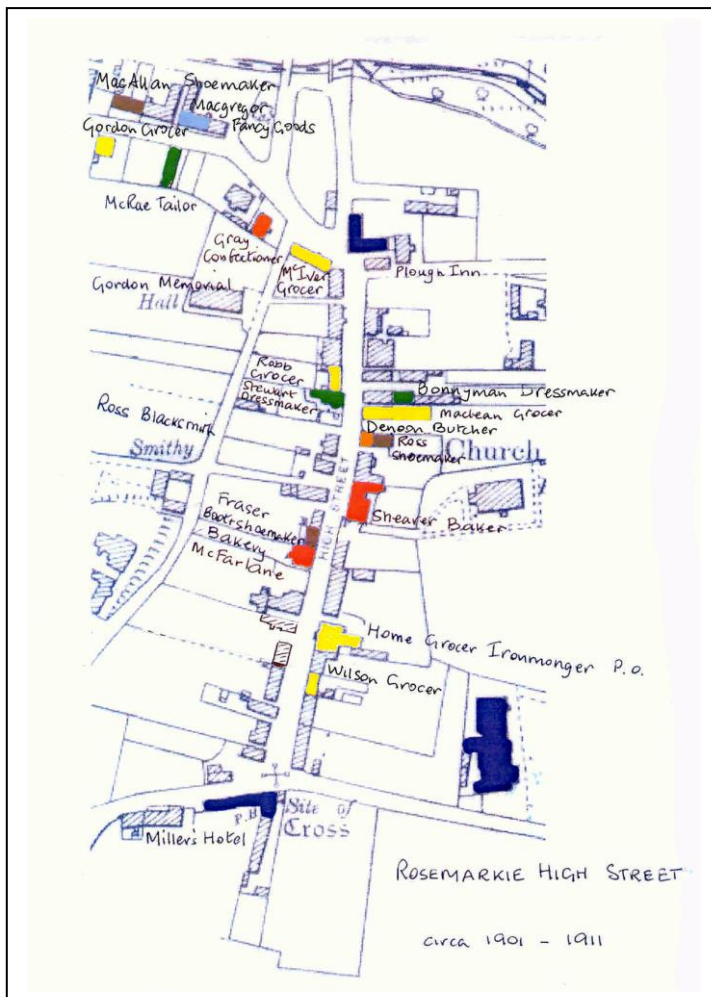 MacAllan Shoemaker
Macgregor
Fancy Goods
Gordon Grocer
McRae Tailor
Gray
Confectioner
McIver
Grocer
Plough Inn
Gordon Memorial
Hall
Robb
Grocer
Stewart
Dressmaker
Bonnyman Dressmaker
Maclean Grocer
Denoon Butcher
Ross
Shoemaker
Church
Ross Blacksmith
Smithy
HIGH STREET
Shearer Baker
Fraser
Bootshoemaker
Bakery
McFarlane
Home Grocer Ironmonger P.O.
Wilson Grocer
P.H
Site of
Cross
Millers Hotel
ROSEMARKIE HIGH STREET
circa 1901 - 1911